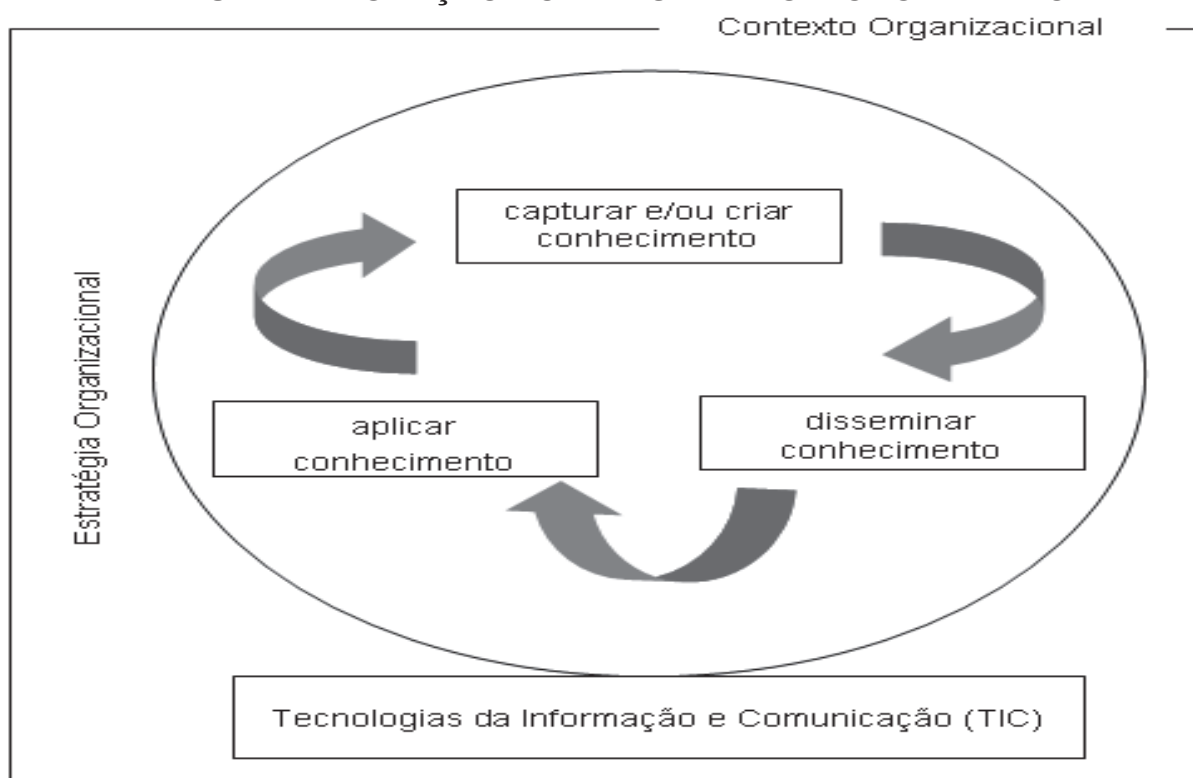 Contexto Organizacional
capturar e/ou criar
conhecimento
Estratégia Organizacional
aplicar
conhecimento
disseminar
conhecimento
Tecnologias da Informação e Comunicação (TIC)